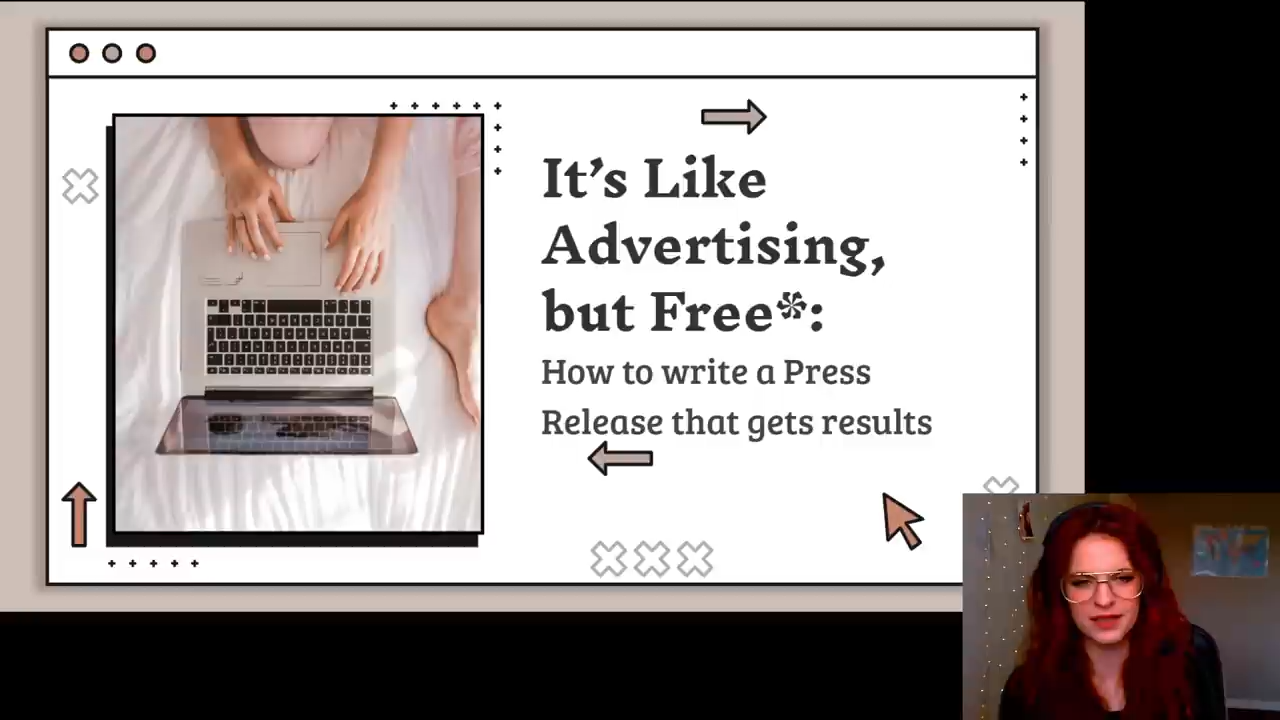 It’s Like
Advertising,
but Free*:
How to write a Press
Release that gets results